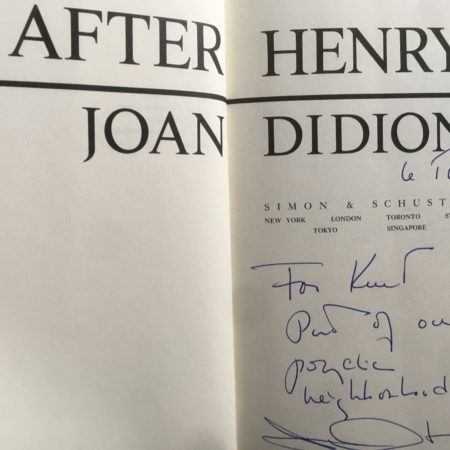 AFTER HENRY
JOAN DIDION
SIMON & SCHUST
NEW YORK LONDON TORONTO
TOKYO SINGAPORE
For Kurt
Part of our
neighborhood